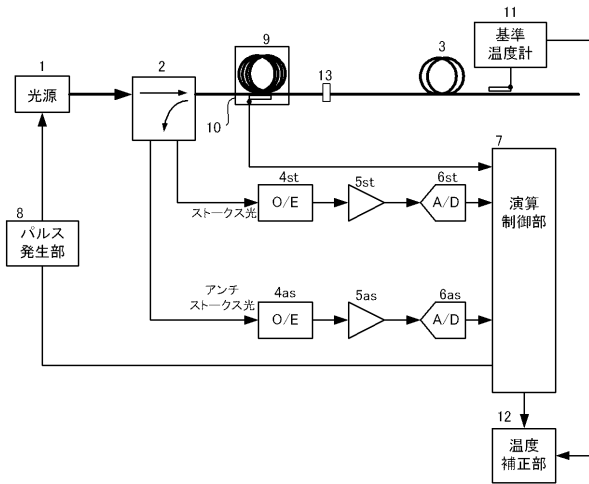 11
基準
温度計
9
3
1
光源
2
13
10
7
演算
制御部
4st
O/E
5st
6st
A/D
ストークス光
8
パルス
発生部
アンチ
ストークス光
4as
O/E
5as
6as
A/D
12
温度
補正部